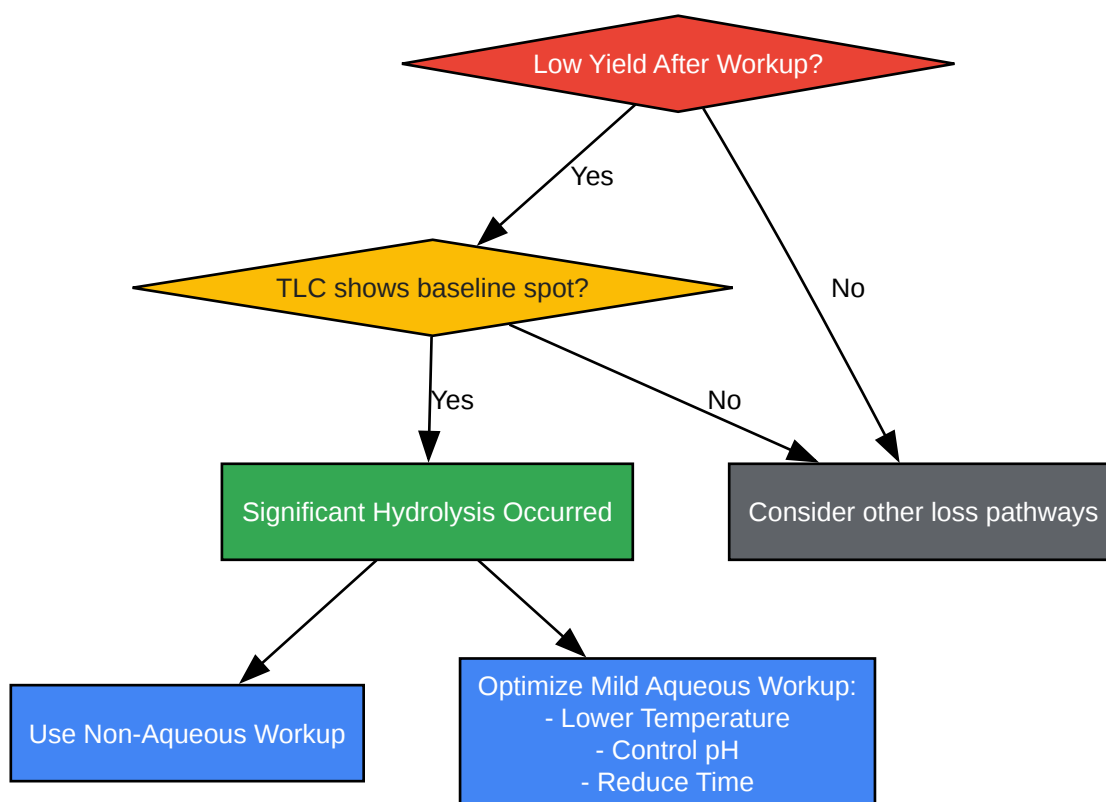 Low Yield After Workup?
Yes
No
TLC shows baseline spot?
Yes
No
Significant Hydrolysis Occurred
Consider other loss pathways
Use Non-Aqueous Workup
Optimize Mild Aqueous Workup:
- Lower Temperature
- Control pH
- Reduce Time